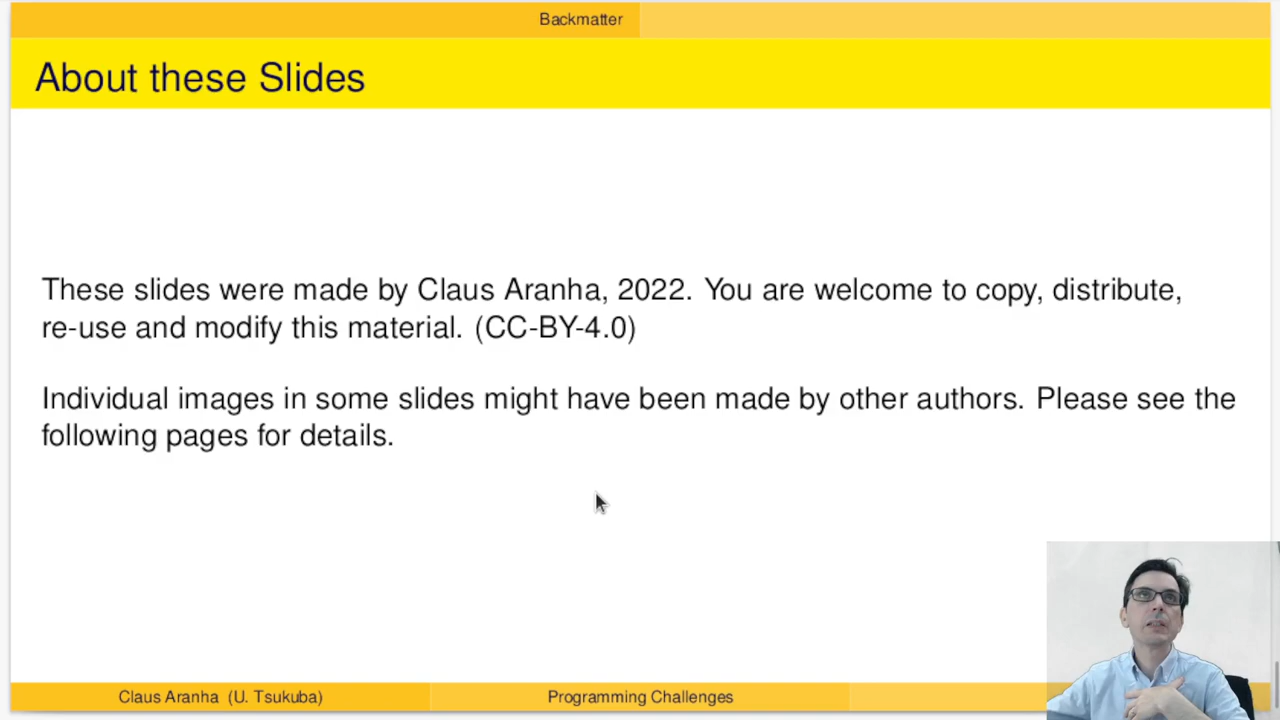 Backmatter
About these Slides
These slides were made by Claus Aranha, 2022. You are welcome to copy, distribute,
re-use and modify this material. (CC-BY-4.0)
Individual images in some slides might have been made by other authors. Please see the
following pages for details.
Claus Aranha (U. Tsukuba)
Programming Challenges